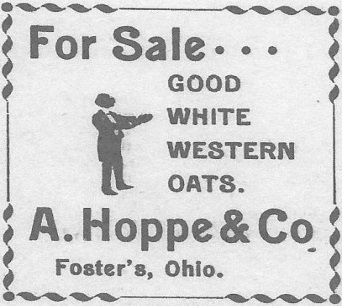 For Sale...
GOOD
WHITE
WESTERN
OATS.
A. Hoppe & Co
Foster's, Ohio.